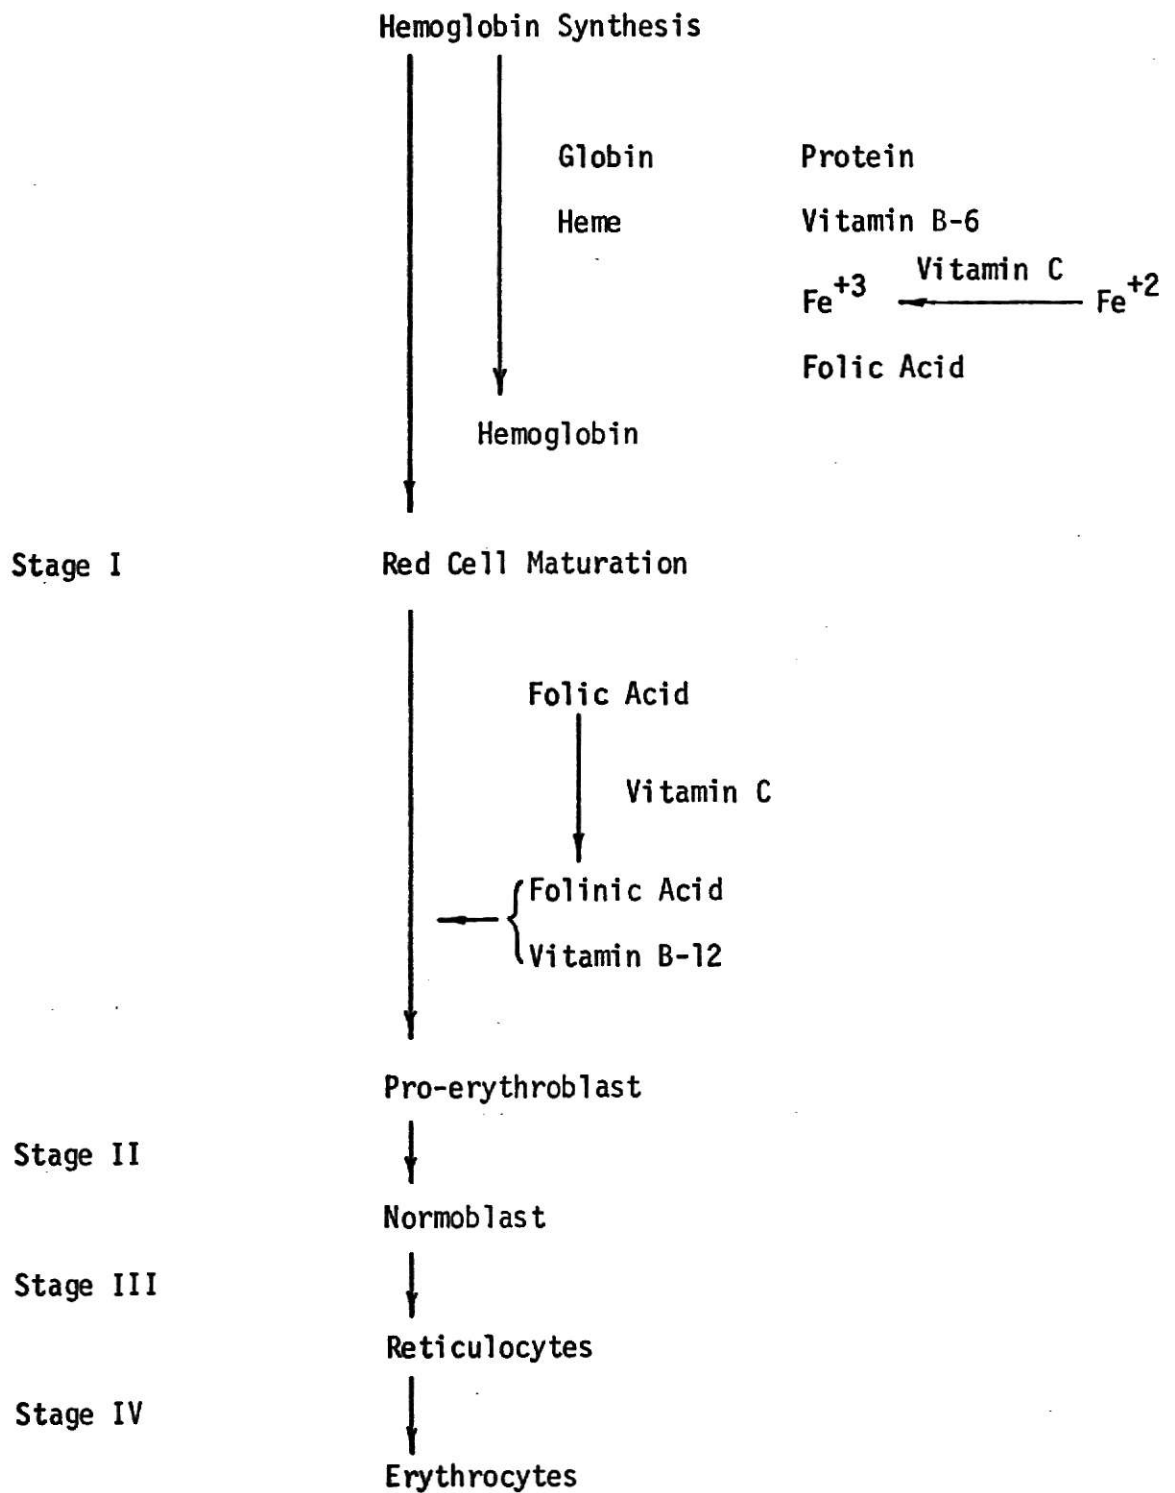 Hemoglobin Synthesis
Globin Protein
Heme Vitamin B-6
Vitamin C
Fe+3 Fe+2
Folic Acid
Hemoglobin
Stage I Red Cell Maturation
Folic Acid
Vitamin C
Folinic Acid
Vitamin B-12
Pro-erythroblast
Stage II
Normoblast
Stage III
Reticulocytes
Stage IV
Erythrocytes